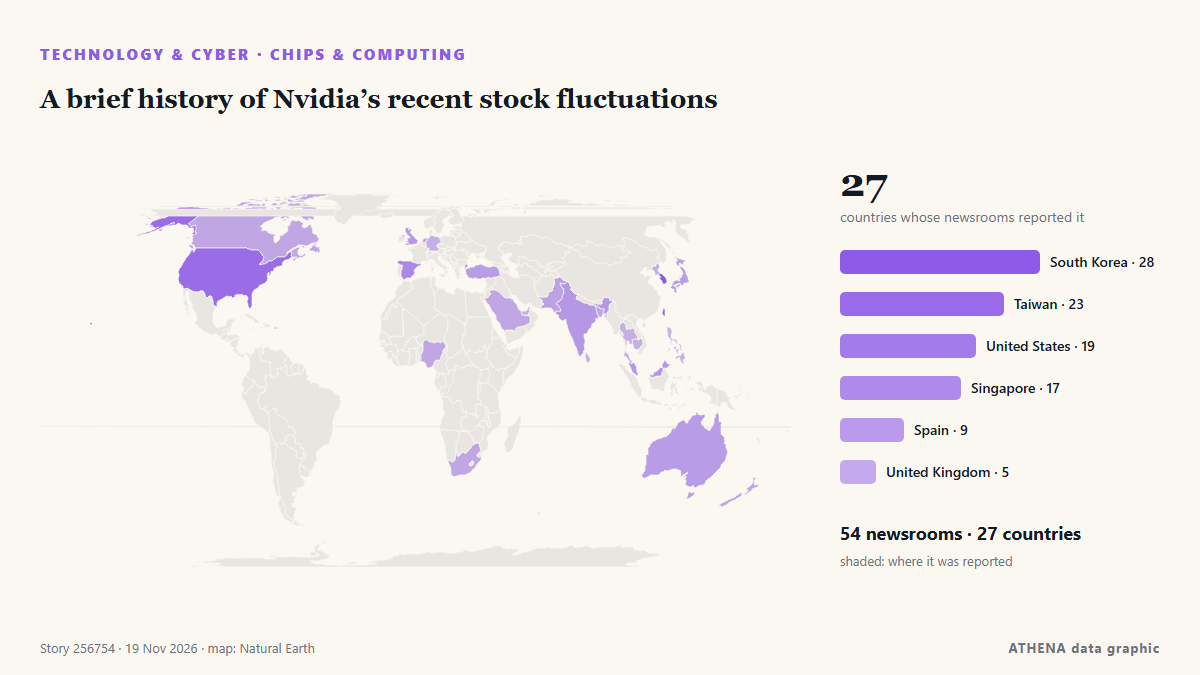 TECHNOLOGY & CYBER · CHIPS & COMPUTING
A brief history of Nvidia’s recent stock fluctuations
27
countries whose newsrooms reported it
South Korea · 28
Taiwan · 23
United States · 19
Singapore · 17
Spain · 9
United Kingdom · 5
54 newsrooms · 27 countries
shaded: where it was reported
Story 256754 · 19 Nov 2026 · map: Natural Earth
ATHENA data graphic